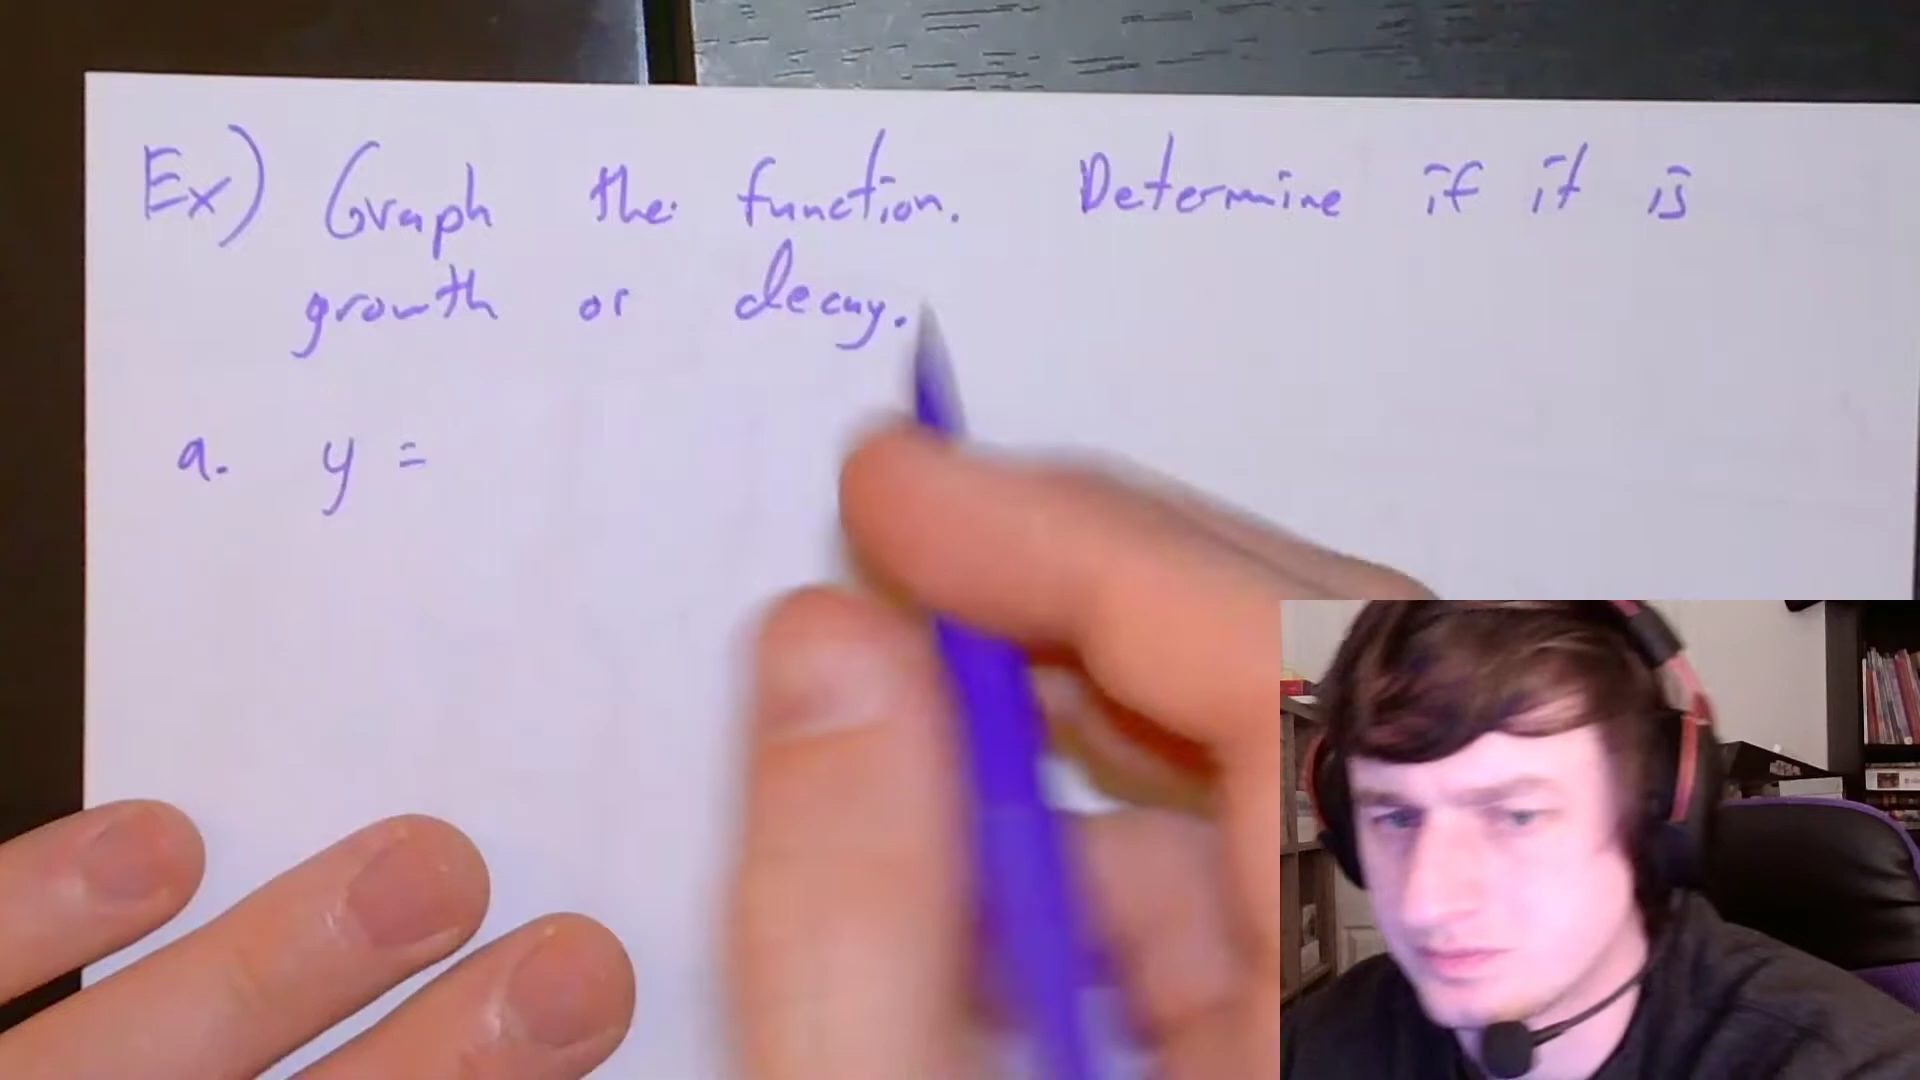 Ex) Graph the function. Determine if it is
growth or decay.
a. y =